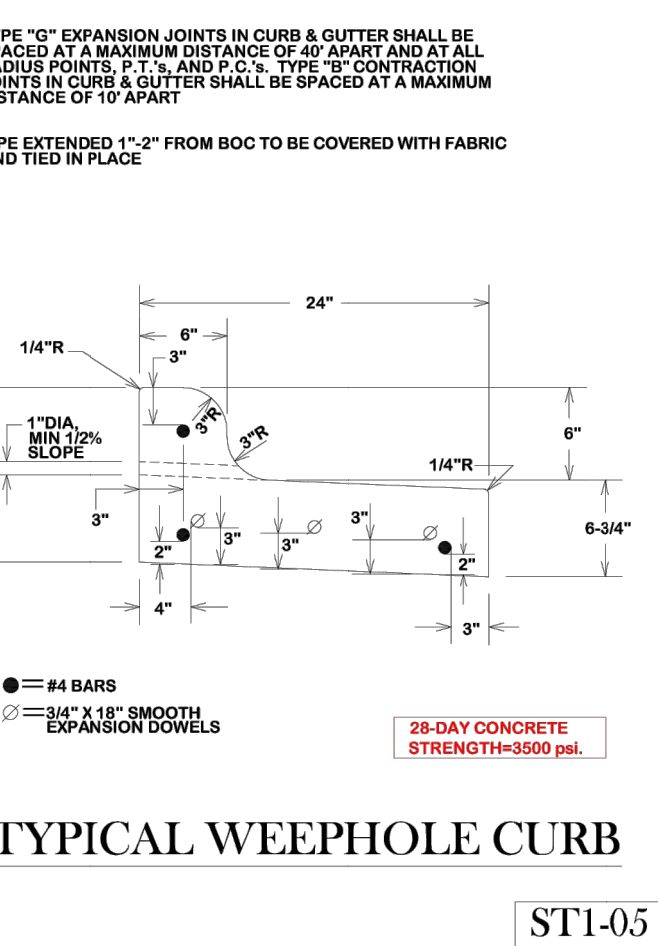 PE "G" EXPANSION JOINTS IN CURB & GUTTER SHALL BE
PACED AT A MAXIMUM DISTANCE OF 40' APART AND AT ALL
ADIUS POINTS, P.T.'s, AND P.C.'s. TYPE "B" CONTRACTION
OINTS IN CURB & GUTTER SHALL BE SPACED AT A MAXIMUM
ISTANCE OF 10' APART
PE EXTENDED 1"-2" FROM BOC TO BE COVERED WITH FABRIC
ND TIED IN PLACE
24"
6"
1/4"R
3"
3"R
3"R
1"DIA,
MIN 1/2%
SLOPE
6"
1/4"R
3"
3"
6-3/4"
3"
3"
2"
2"
4"
3"
#4 BARS
3/4" X 18" SMOOTH
EXPANSION DOWELS
28-DAY CONCRETE
STRENGTH=3500 psi.
TYPICAL WEEPHOLE CURB
ST1-05